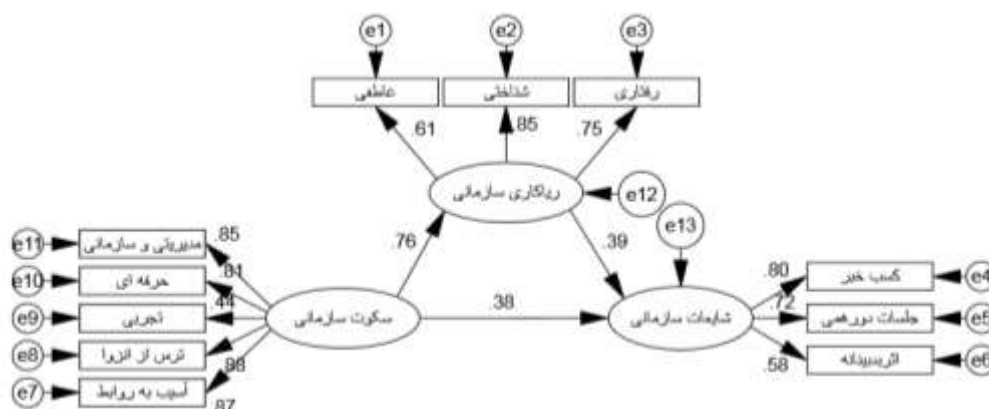 e1
e2
e3
عاطفی
شناختی
رفتاری
.61
.85
.75
ریاکاری سازمانی
e12
e13
.76
.39
e11
مدیریتی و سازمانی
.85
e10
حرفه ای
.81
e9
تجربی
.44
e8
ترس از انزوا
.88
e7
آسیب به روابط
.87
سکوت سازمانی
.38
شایعات سازمانی
.80
کسب خبر
e4
.72
جلسات دورهمی
e5
.58
e6